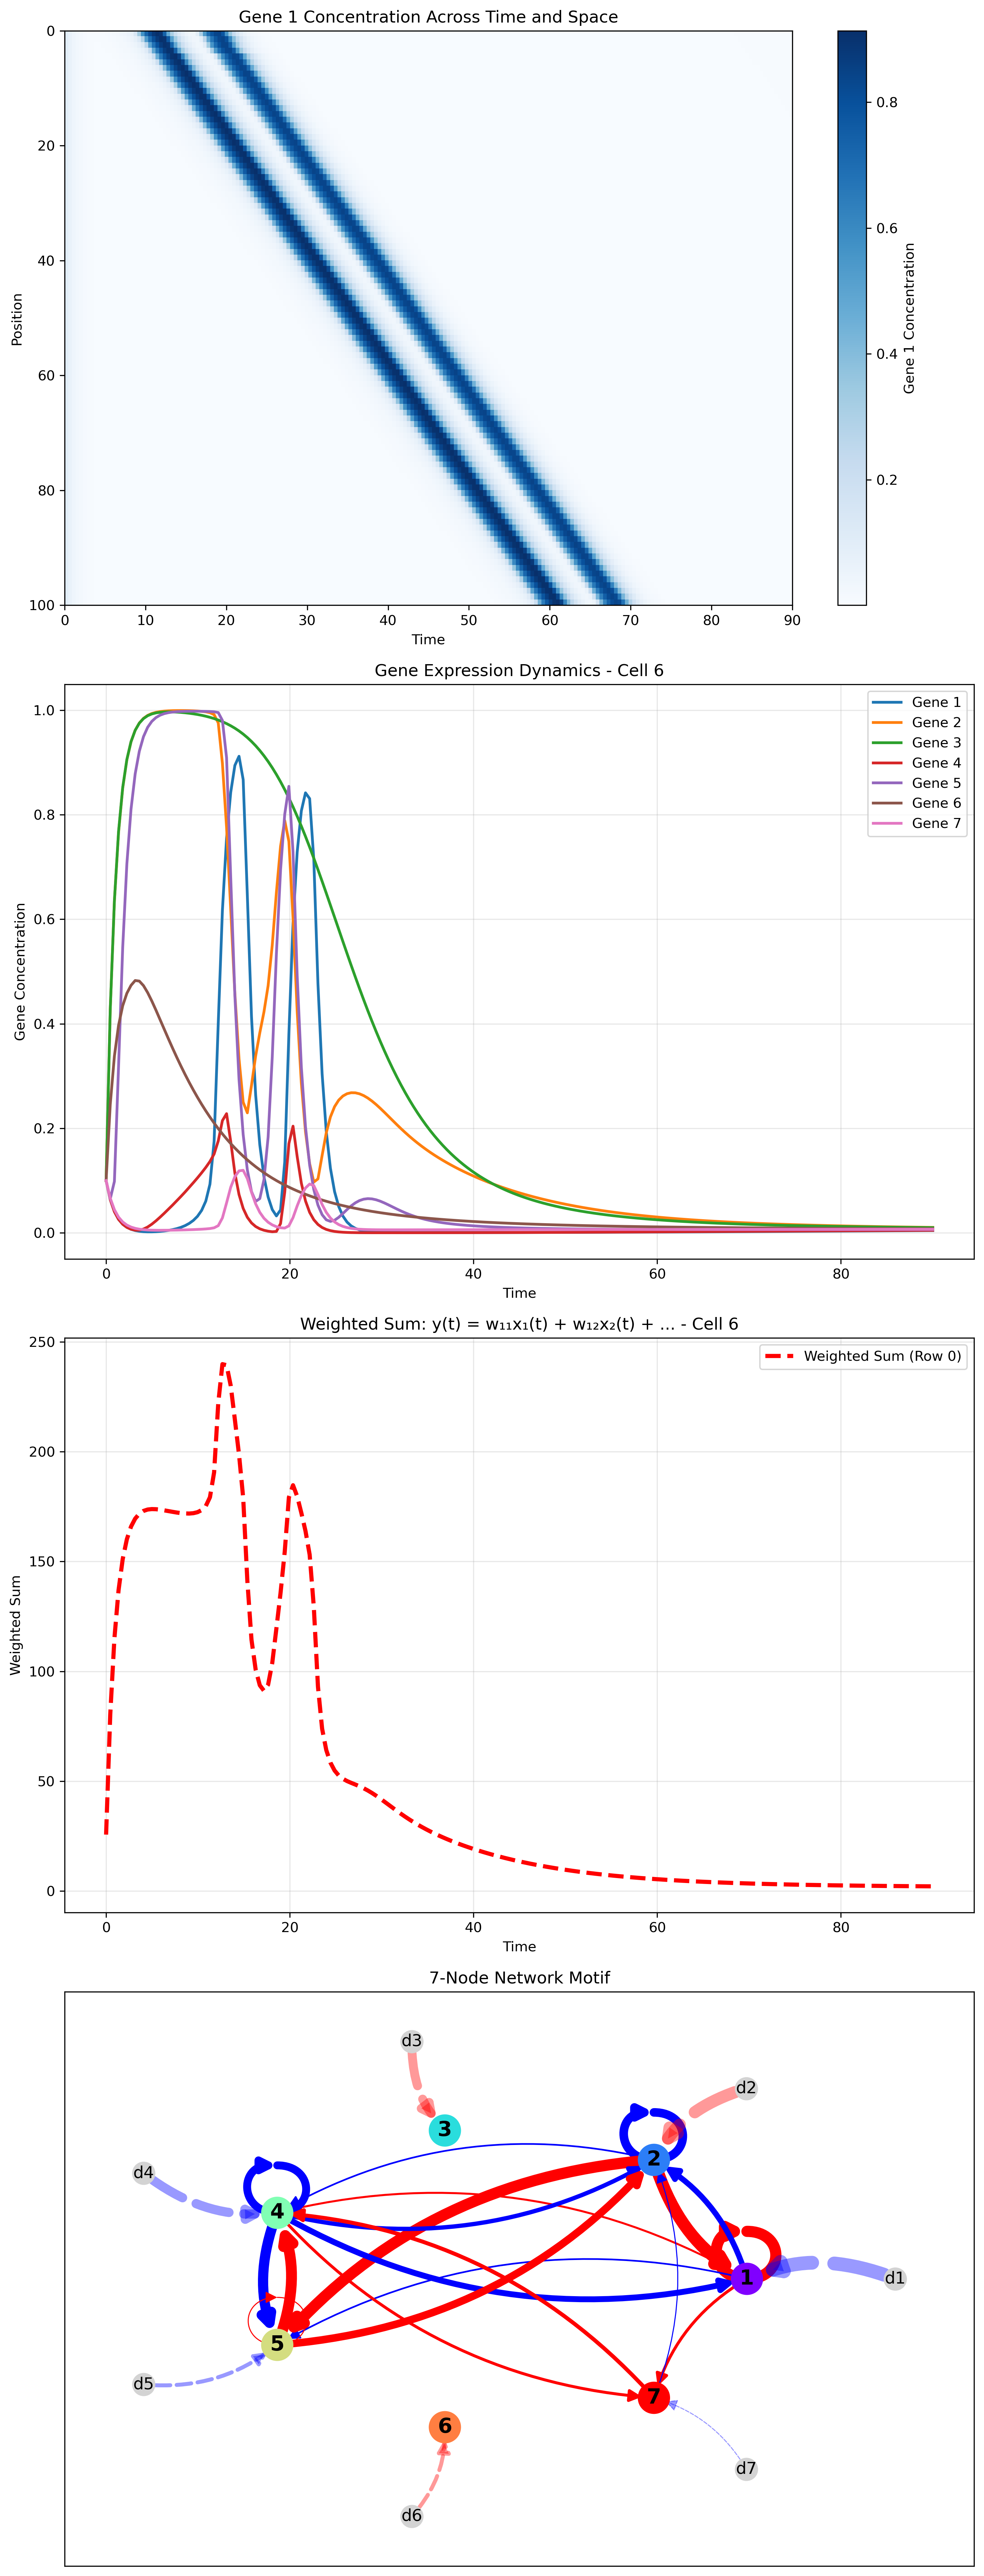 Gene 1 Concentration Across Time and Space
0
20
40
60
80
100
Position
0 10 20 30 40 50 60 70 80 90
Time
0.8
0.6
0.4
0.2
Gene 1 Concentration
Gene Expression Dynamics - Cell 6
1.0
0.8
0.6
0.4
0.2
0.0
Gene Concentration
Gene 1
Gene 2
Gene 3
Gene 4
Gene 5
Gene 6
Gene 7
0 20 40 60 80
Time
Weighted Sum: y(t) = w₁₁x₁(t) + w₁₂x₂(t) + ... - Cell 6
250
200
150
100
50
0
Weighted Sum
Weighted Sum (Row 0)
0 20 40 60 80
Time
7-Node Network Motif
d3
d2
3
2
d4
4
1
d1
5
d5
7
6
d7
d6